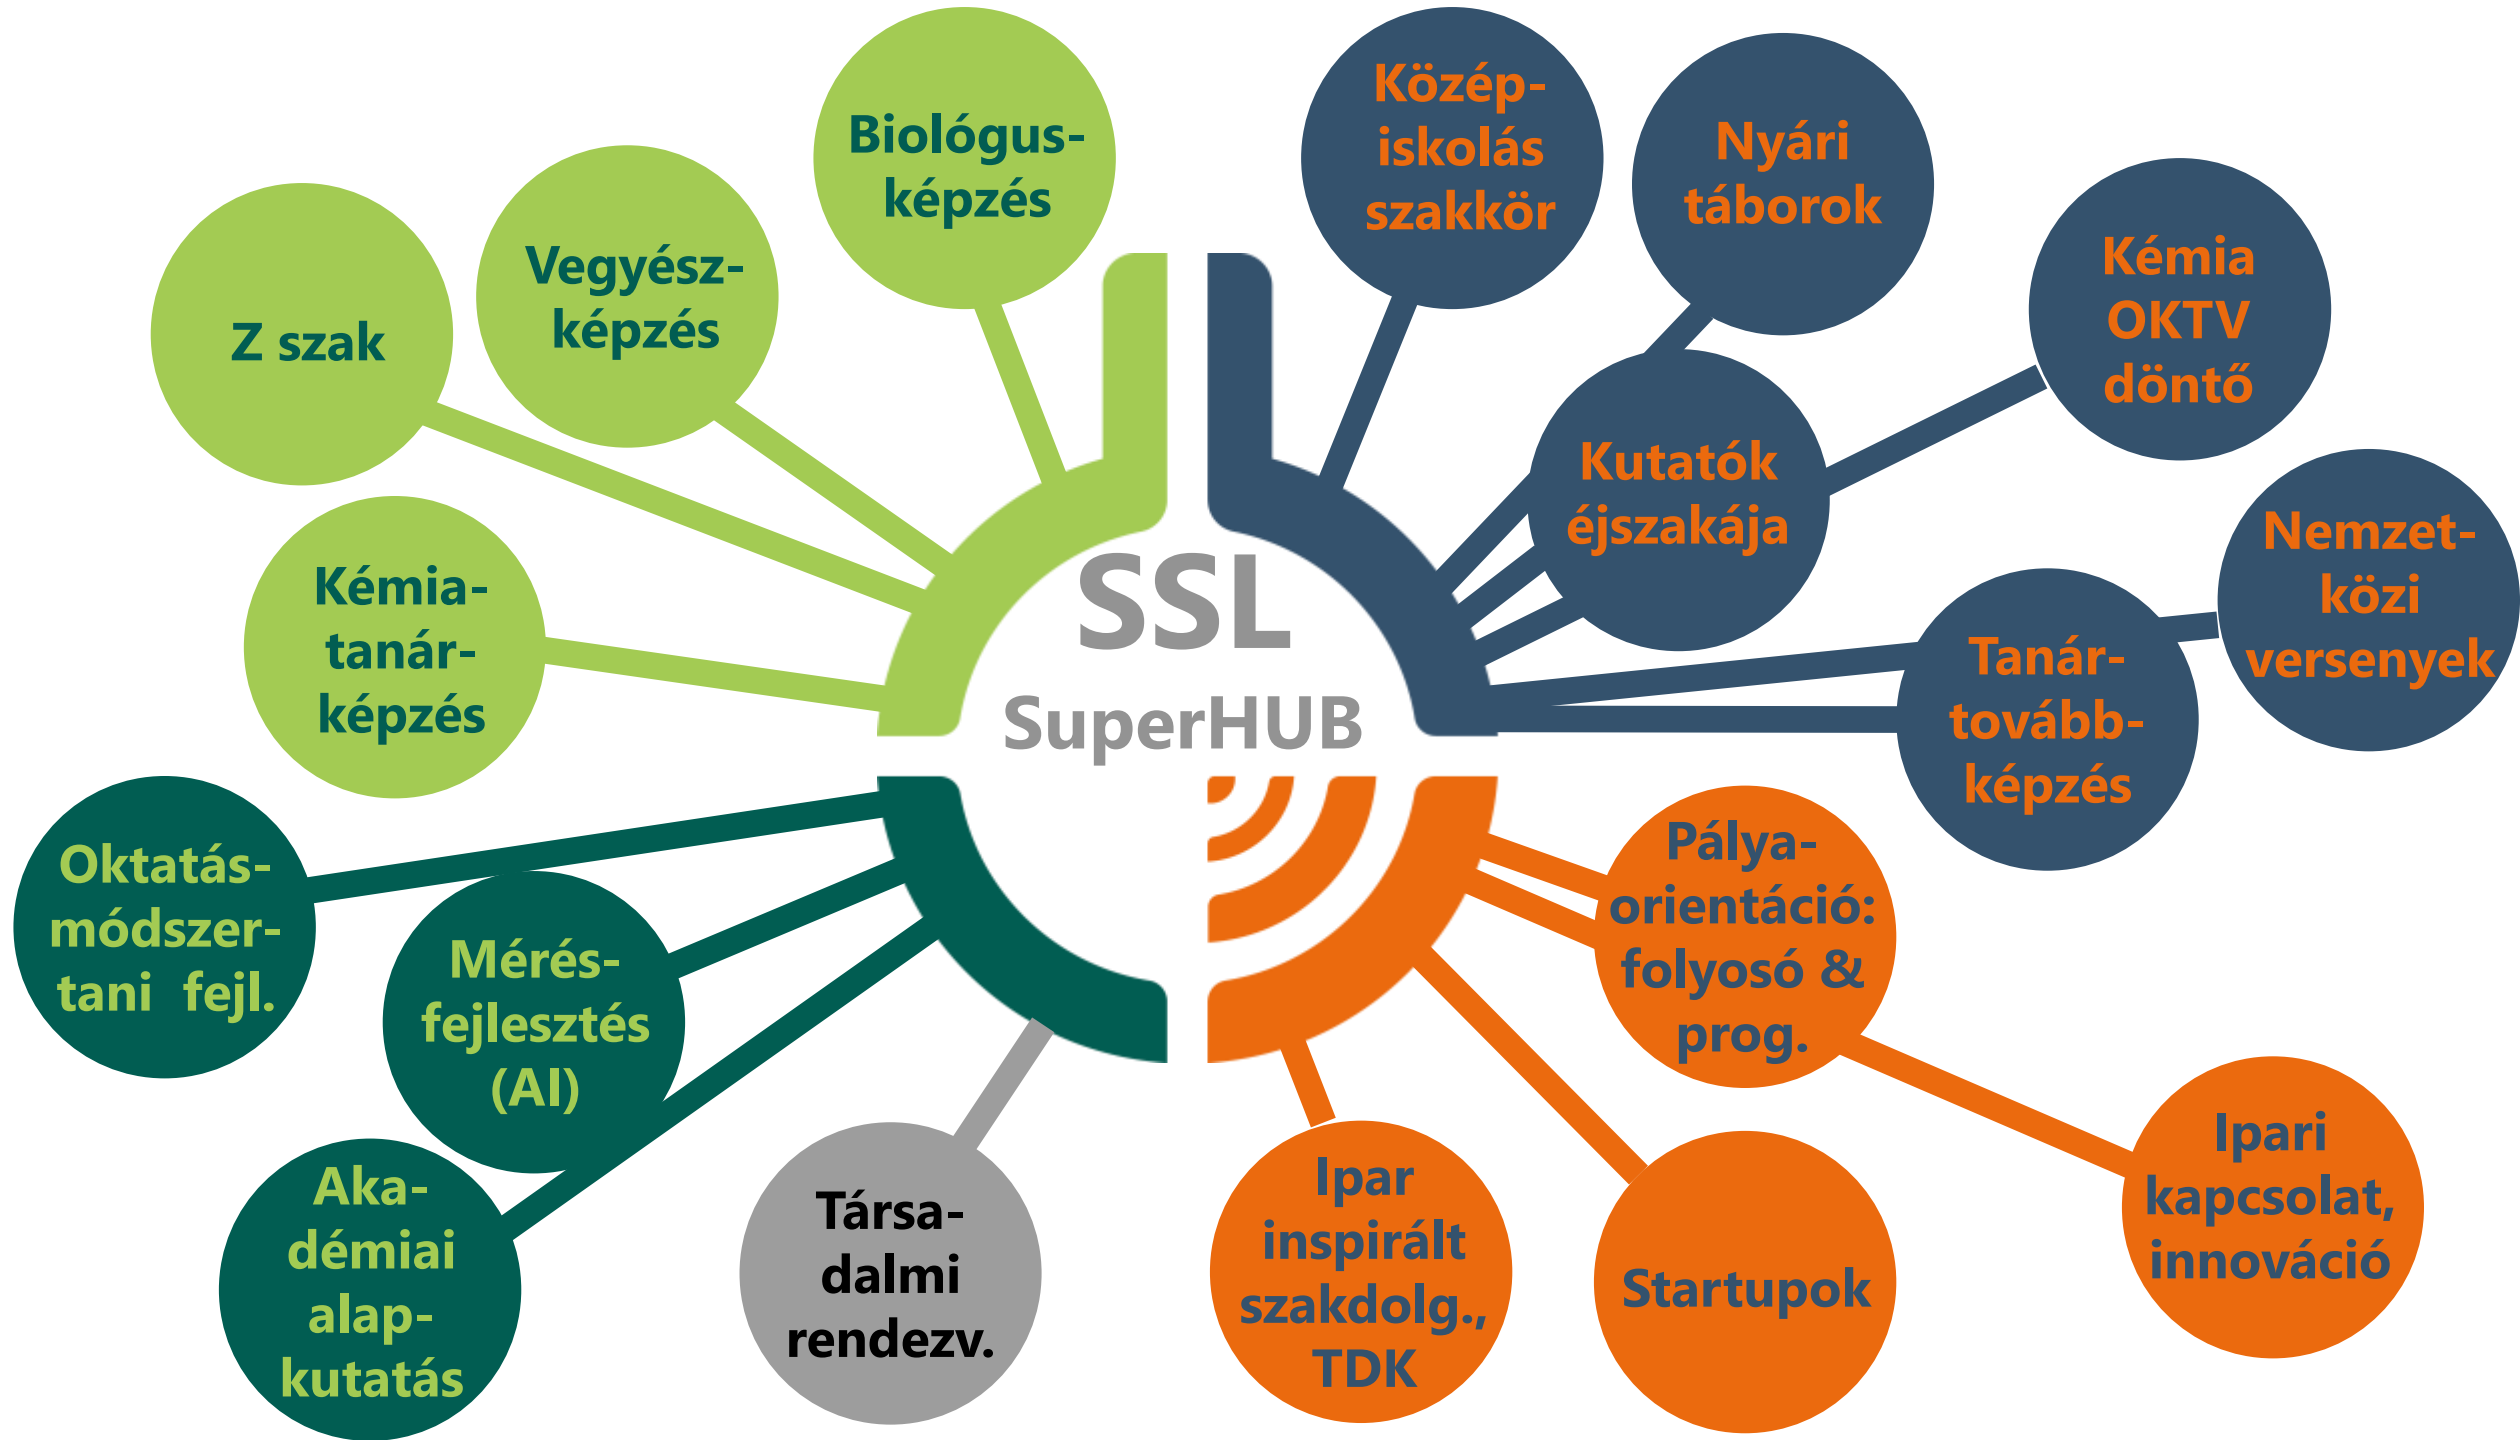 Biológus-
képzés
Vegyész-
képzés
Z szak
Kémia-
tanár-
képzés
Közép-
iskolás
szakkör
Nyári
táborok
Kémia
OKTV
döntő
Kutatók
éjszakája
Nemzet-
közi
versenyek
Tanár-
tovább-
képzés
SSL
SuperHUB
Oktatás-
módszer-
tani fejl.
Mérés-
fejlesztés
(AI)
Aka-
démiai
alap-
kutatás
Társa-
dalmi
rendezv.
Pálya-
orientáció:
folyosó &
prog.
Ipar
inspirált
szakdolg.,
TDK
Startupok
Ipari
kapcsolat,
innováció